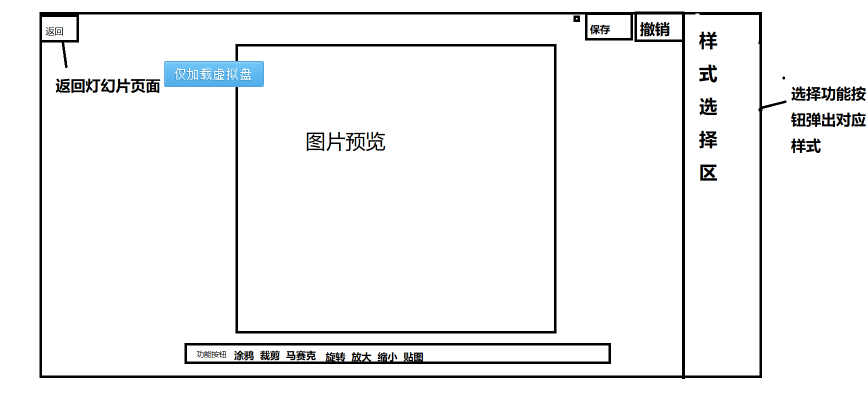 返回
保存
撤销
样
式
选
择
区
返回灯幻片页面
仅加载虚拟盘
图片预览
选择功能按
钮弹出对应
样式
功能按钮 涂鸦 裁剪 马赛克 旋转 放大 缩小 贴图